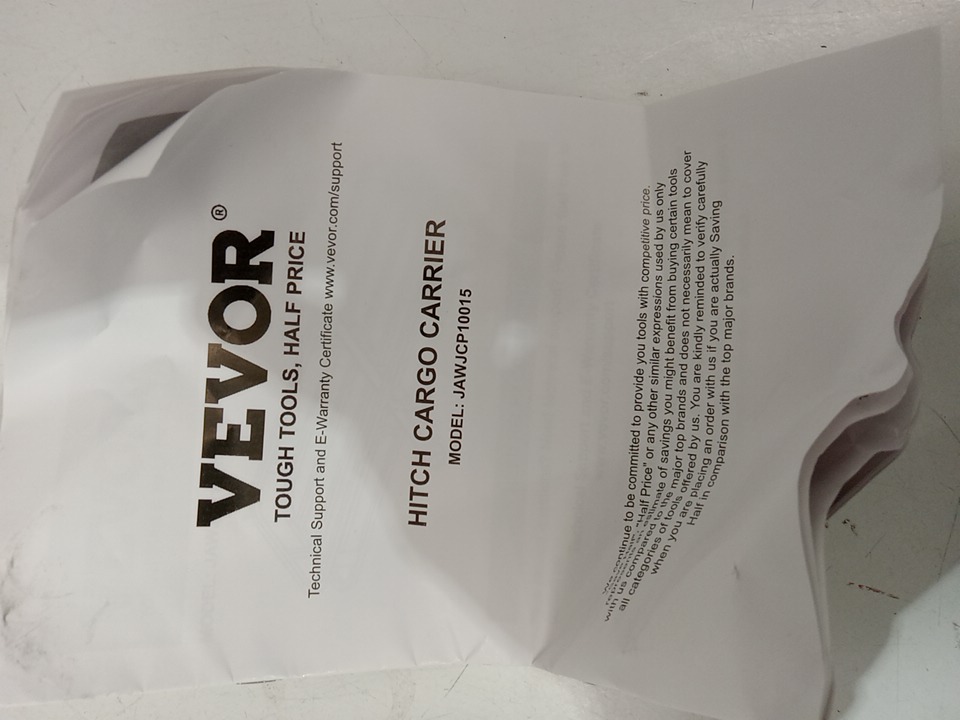 VEVOR®
TOUGH TOOLS, HALF PRICE
Technical Support and E-Warranty Certificate www.vevor.com/support
HITCH CARGO CARRIER
MODEL: JAWJCP10015
We continue to be committed to provide you tools with competitive price.
"Half Price" or any other similar expressions used by us only
represents an estimate of savings you might benefit from buying certain tools
with us compared to the major top brands and does not necessarily mean to cover
all categories of tools offered by us. You are kindly reminded to verify carefully
when you are placing an order with us if you are actually Saving
Half in comparison with the top major brands.